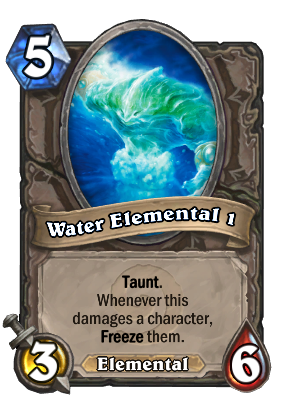 5
Water Elemental 1
Taunt.
Whenever this
damages a character,
Freeze them.
3
Elemental
6